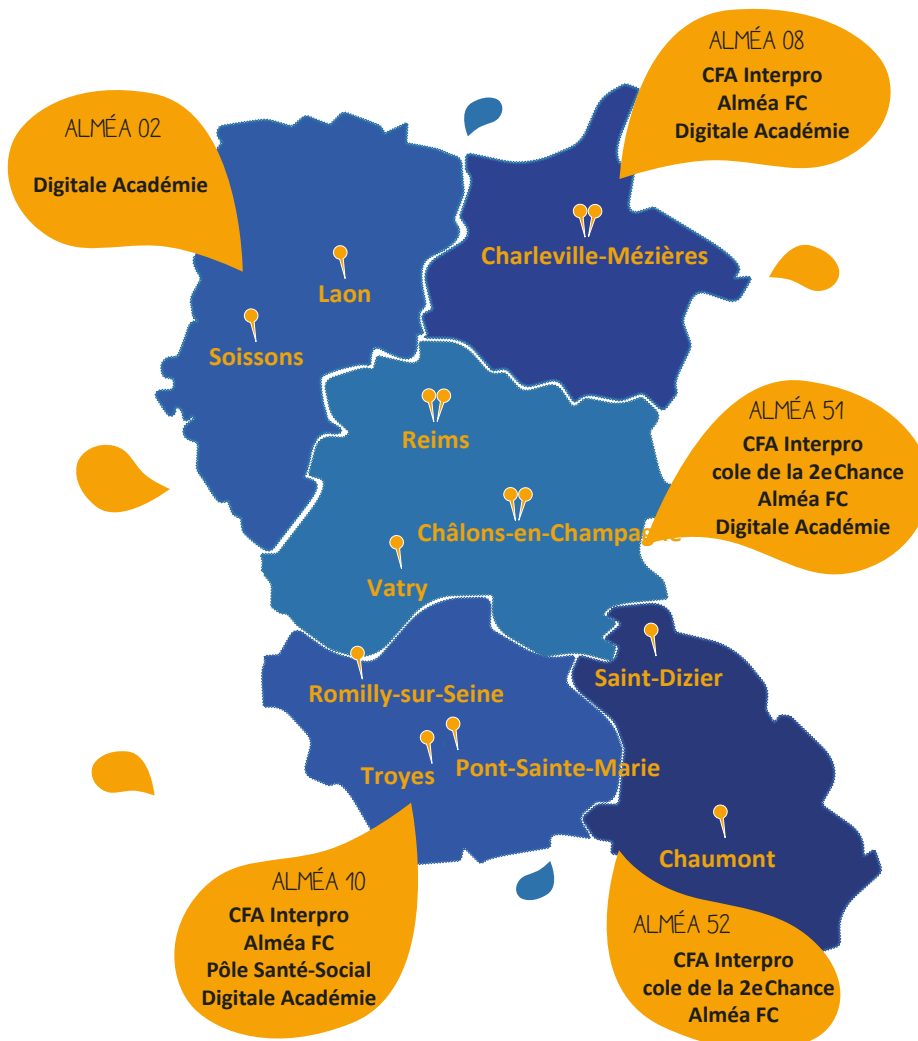 ALMÉA 08
CFA Interpro
Alméa FC
Digitale Académie
ALMÉA 02
Digitale Académie
Charleville-Mézières
Laon
Soissons
Reims
ALMÉA 51
CFA Interpro
cole de la 2e Chance
Alméa FC
Digitale Académie
Châlons-en-Champagne
Vatry
Saint-Dizier
Romilly-sur-Seine
Pont-Sainte-Marie
Troyes
Chaumont
ALMÉA 10
CFA Interpro
Alméa FC
Pôle Santé-Social
Digitale Académie
ALMÉA 52
CFA Interpro
cole de la 2e Chance
Alméa FC